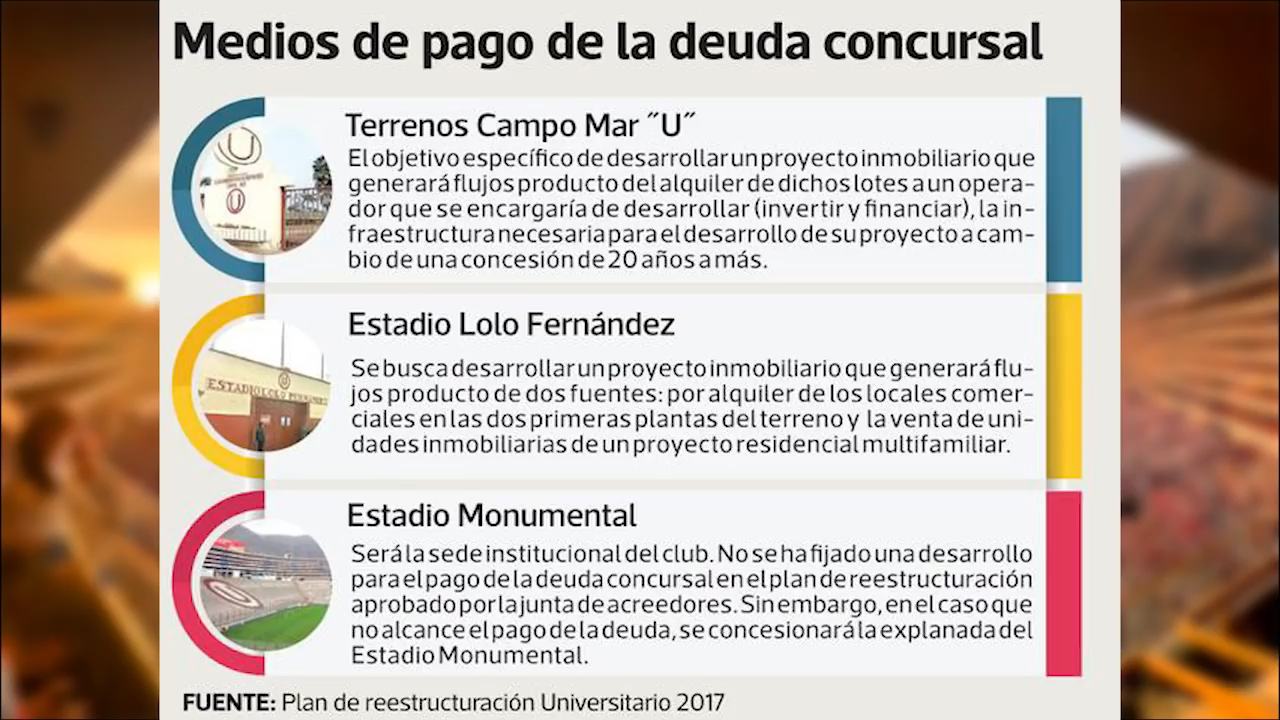 Medios de pago de la deuda concursal
Terrenos Campo Mar ˝U˝
El objetivo específico de desarrollar un proyecto inmobiliario que
generará flujos producto del alquiler de dichos lotes a un opera-
dor que se encargaría de desarrollar (invertir y financiar), la in-
fraestructura necesaria para el desarrollo de su proyecto a cam-
bio de una concesión de 20 años a más.
Estadio Lolo Fernández
Se busca desarrollar un proyecto inmobiliario que generará flu-
jos producto de dos fuentes: por alquiler de los locales comer-
ciales en las dos primeras plantas del terreno y la venta de uni-
dades inmobiliarias de un proyecto residencial multifamiliar.
ESTADIO LOLO FERNANDEZ
Estadio Monumental
Será la sede institucional del club. No se ha fijado una desarrollo
para el pago de la deuda concursal en el plan de reestructuración
aprobado por la junta de acreedores. Sin embargo, en el caso que
no alcance el pago de la deuda, se concesionará la explanada del
Estadio Monumental.
FUENTE: Plan de reestructuración Universitario 2017